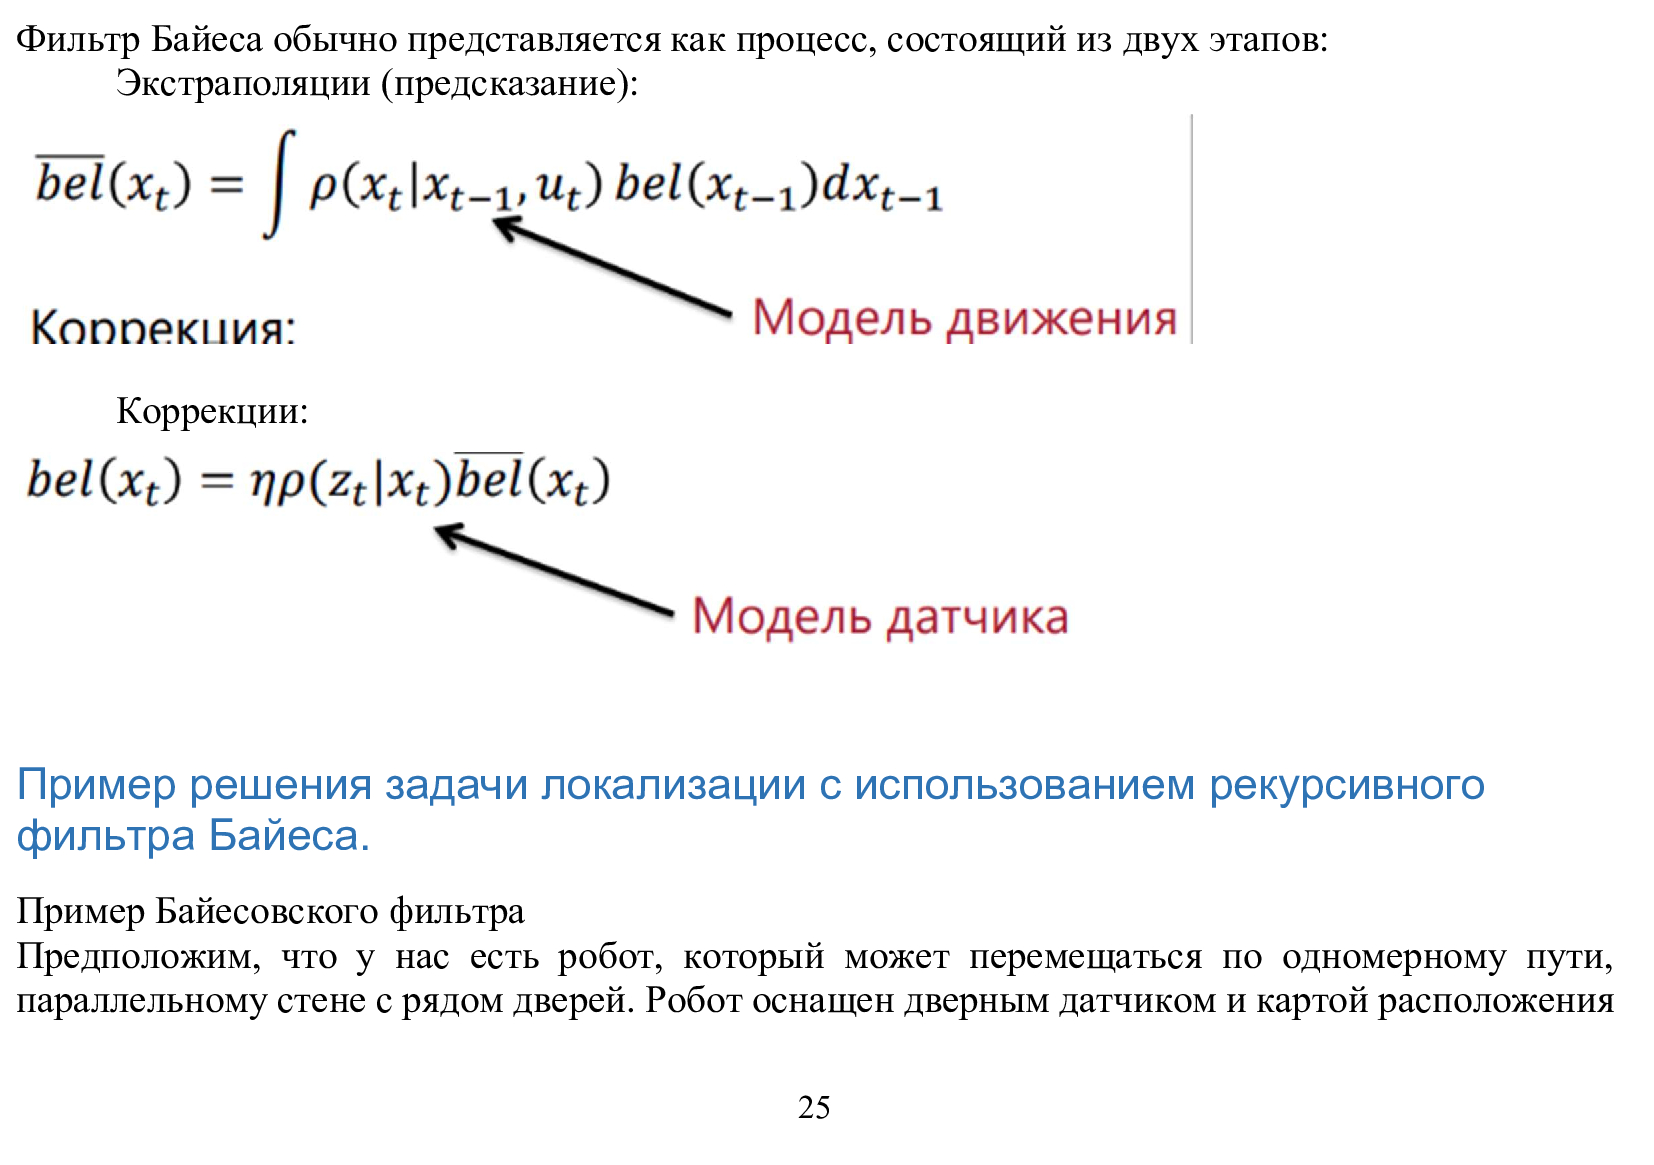 Фильтр Байеса обычно представляется как процесс, состоящий из двух этапов:
Экстраполяции (предсказание):
$\overline{bel}(x_t) = \int \rho(x_t|x_{t-1}, u_t)\, bel(x_{t-1})dx_{t-1}$
Модель движения
Коррекция:
Коррекции:
$bel(x_t) = \eta\rho(z_t|x_t)\overline{bel}(x_t)$
Модель датчика
Пример решения задачи локализации с использованием рекурсивного
фильтра Байеса.
Пример Байесовского фильтра
Предположим, что у нас есть робот, который может перемещаться по одномерному пути,
параллельному стене с рядом дверей. Робот оснащен дверным датчиком и картой расположения
25